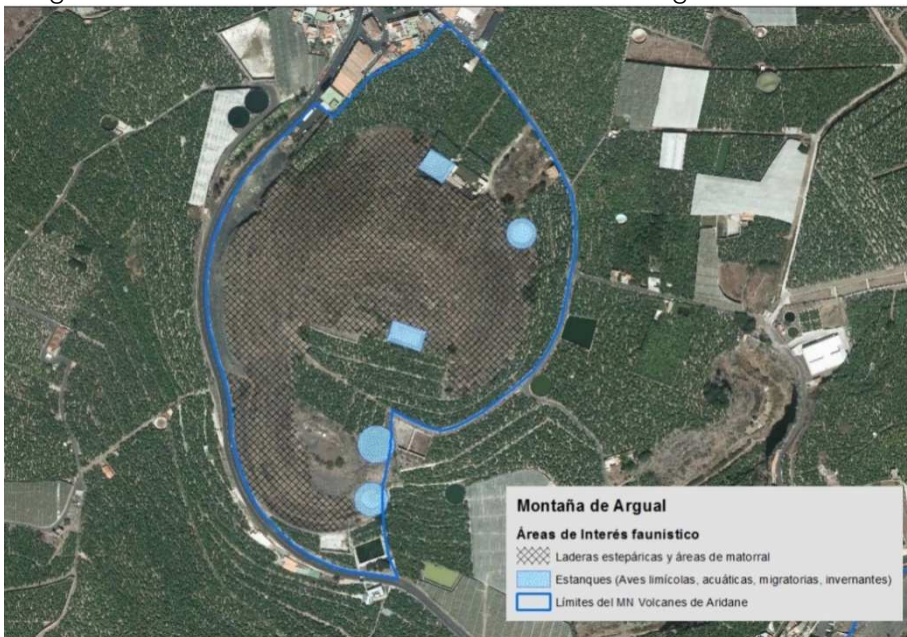 Montaña de Argual
Áreas de Interés faunístico
Laderas estepáricas y áreas de matorral
Estanques (Aves limícolas, acuáticas, migratorias, invernantes)
Límites del MN Volcanes de Aridane